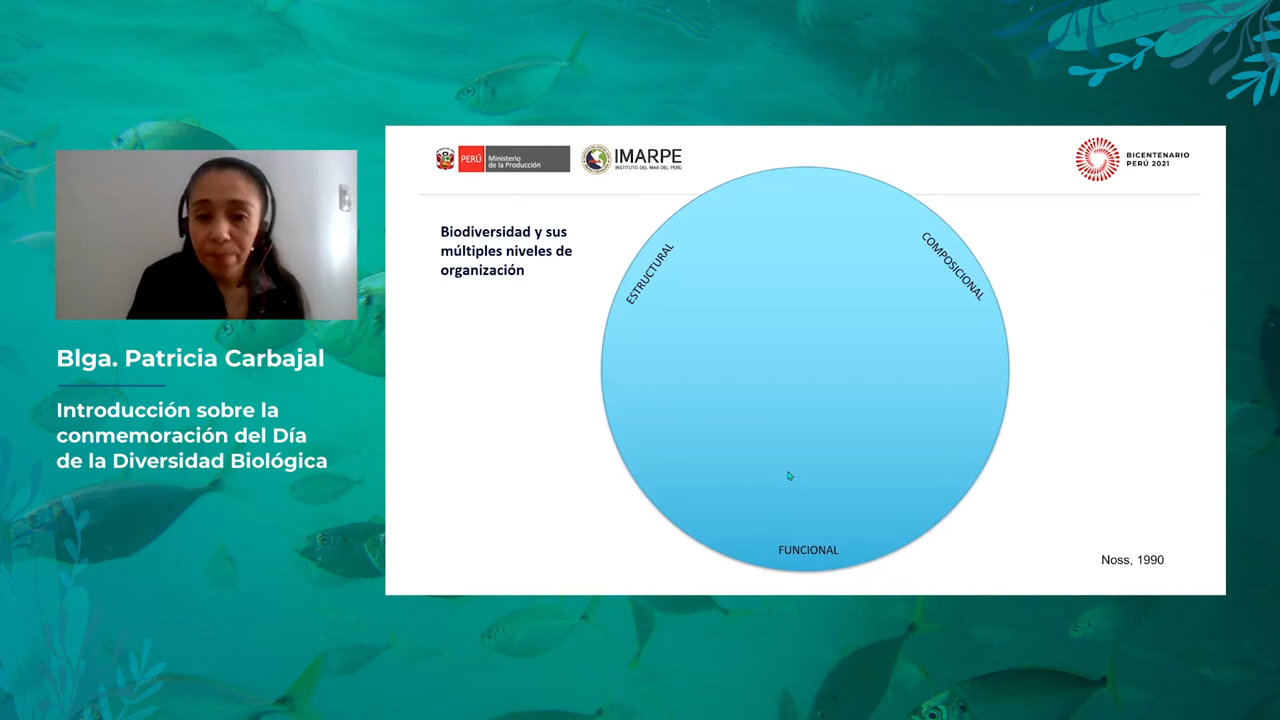 PERÚ
Ministerio
de la Producción
IMARPE
INSTITUTO DEL MAR DEL PERÚ
BICENTENARIO
PERÚ 2021
Biodiversidad y sus
múltiples niveles de
organización
ESTRUCTURAL
COMPOSICIONAL
FUNCIONAL
Noss, 1990
Blga. Patricia Carbajal
Introducción sobre la
conmemoración del Día
de la Diversidad Biológica